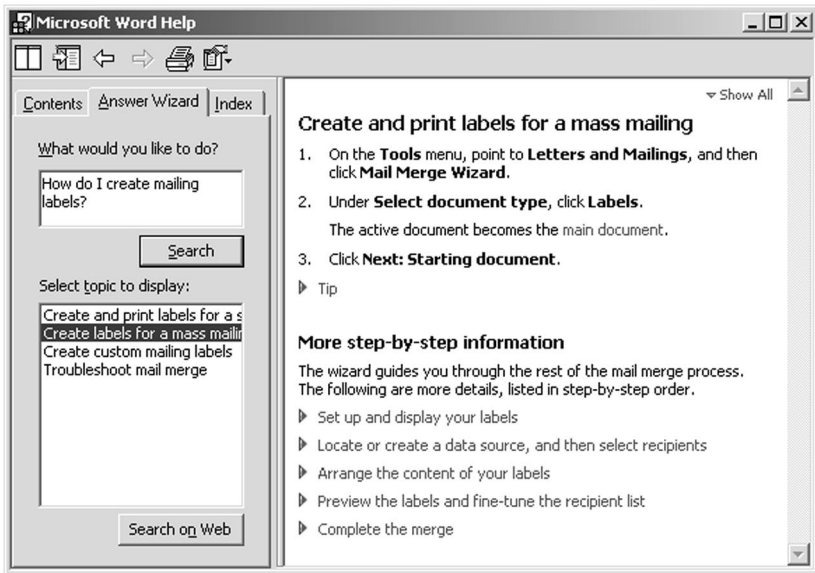 Microsoft Word Help
Contents
Answer Wizard
Index
What would you like to do?
How do I create mailing
labels?
Search
Select topic to display:
Create and print labels for a s
Create labels for a mass mailin
Create custom mailing labels
Troubleshoot mail merge
Search on Web
Show All
Create and print labels for a mass mailing
1. On the Tools menu, point to Letters and Mailings, and then
click Mail Merge Wizard.
2. Under Select document type, click Labels.
The active document becomes the main document.
3. Click Next: Starting document.
Tip
More step-by-step information
The wizard guides you through the rest of the mail merge process.
The following are more details, listed in step-by-step order.
Set up and display your labels
Locate or create a data source, and then select recipients
Arrange the content of your labels
Preview the labels and fine-tune the recipient list
Complete the merge